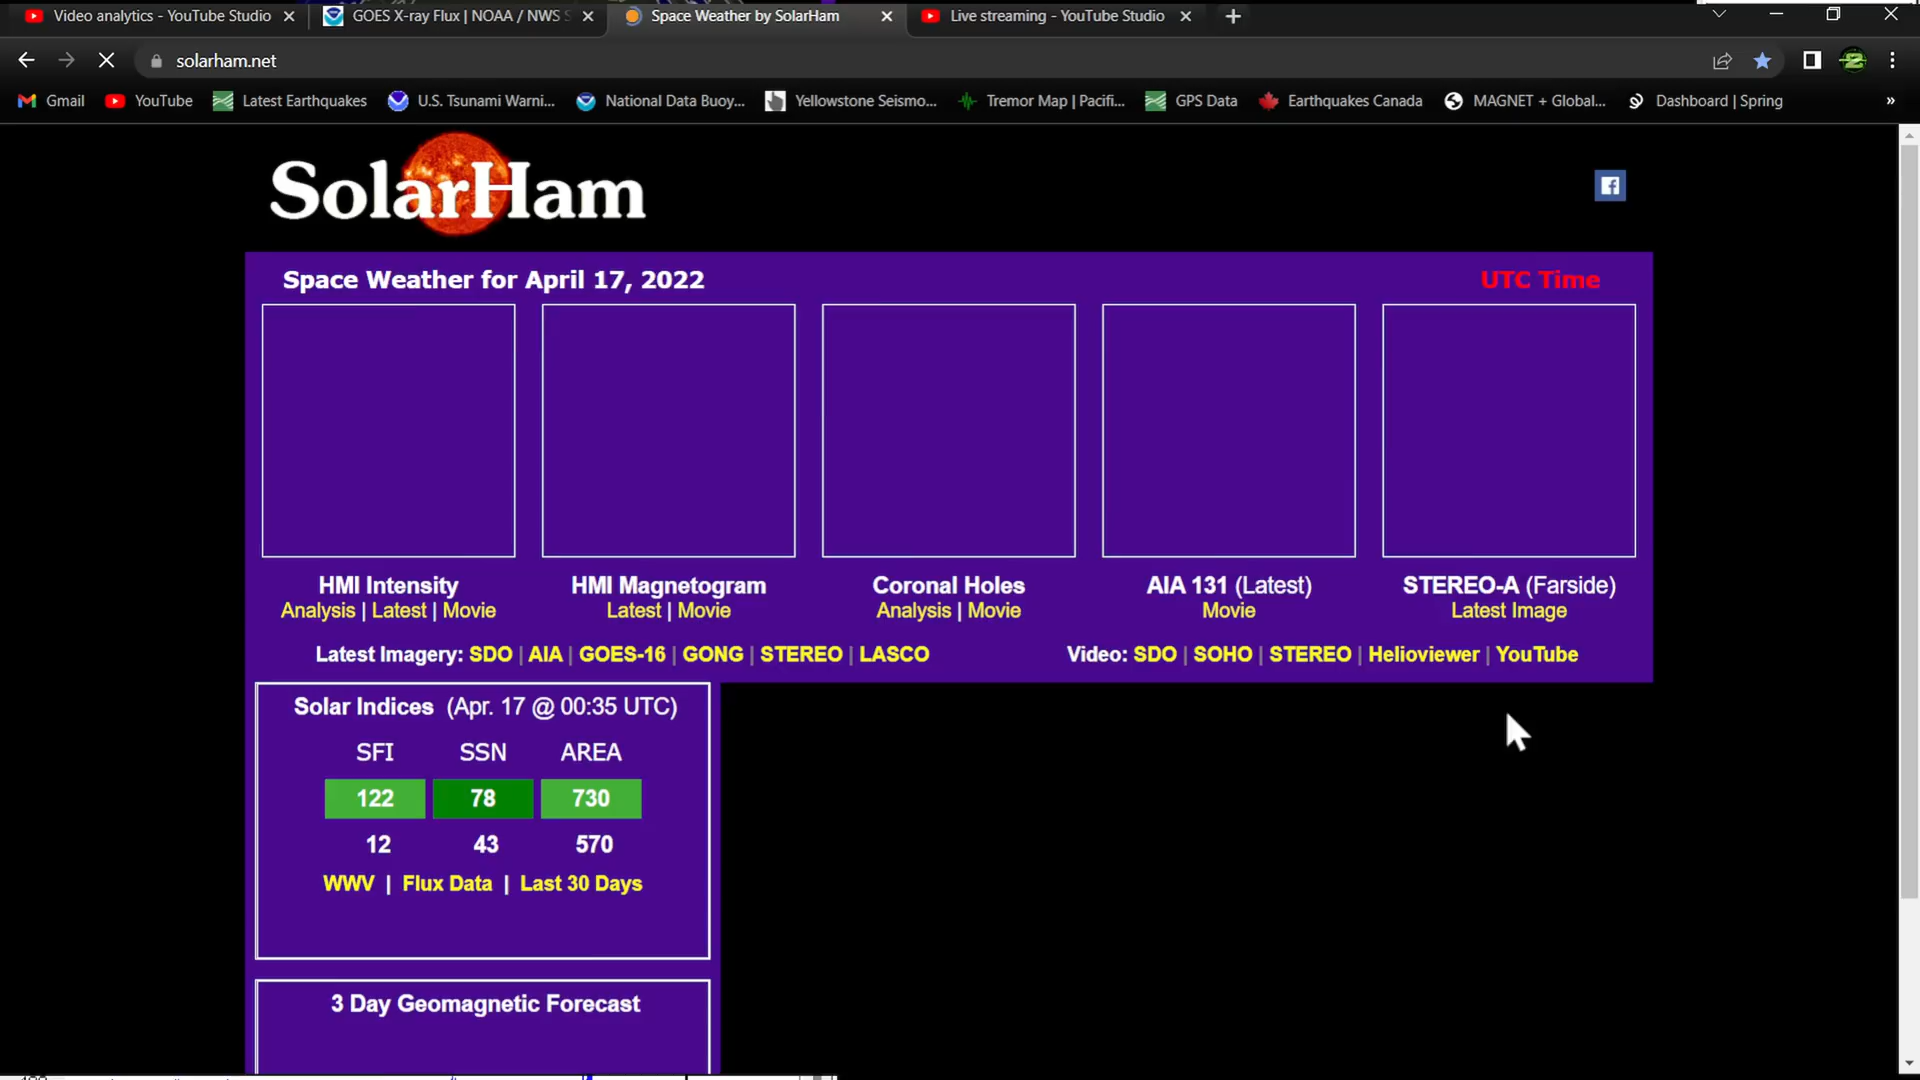 Video analytics - YouTube Studio
GOES X-ray Flux | NOAA / NWS S
Space Weather by SolarHam
Live streaming - YouTube Studio
solarham.net
Gmail
YouTube
Latest Earthquakes
U.S. Tsunami Warni...
National Data Buoy...
Yellowstone Seismo...
Tremor Map | Pacifi...
GPS Data
Earthquakes Canada
MAGNET + Global...
Dashboard | Spring
»
SolarHam
Space Weather for April 17, 2022
UTC Time
HMI Intensity
Analysis | Latest | Movie
HMI Magnetogram
Latest | Movie
Coronal Holes
Analysis | Movie
AIA 131 (Latest)
Movie
STEREO-A (Farside)
Latest Image
Latest Imagery: SDO | AIA | GOES-16 | GONG | STEREO | LASCO
Video: SDO | SOHO | STEREO | Helioviewer | YouTube
Solar Indices (Apr. 17 @ 00:35 UTC)
SFI SSN AREA
122 78 730
12 43 570
WWV | Flux Data | Last 30 Days
3 Day Geomagnetic Forecast